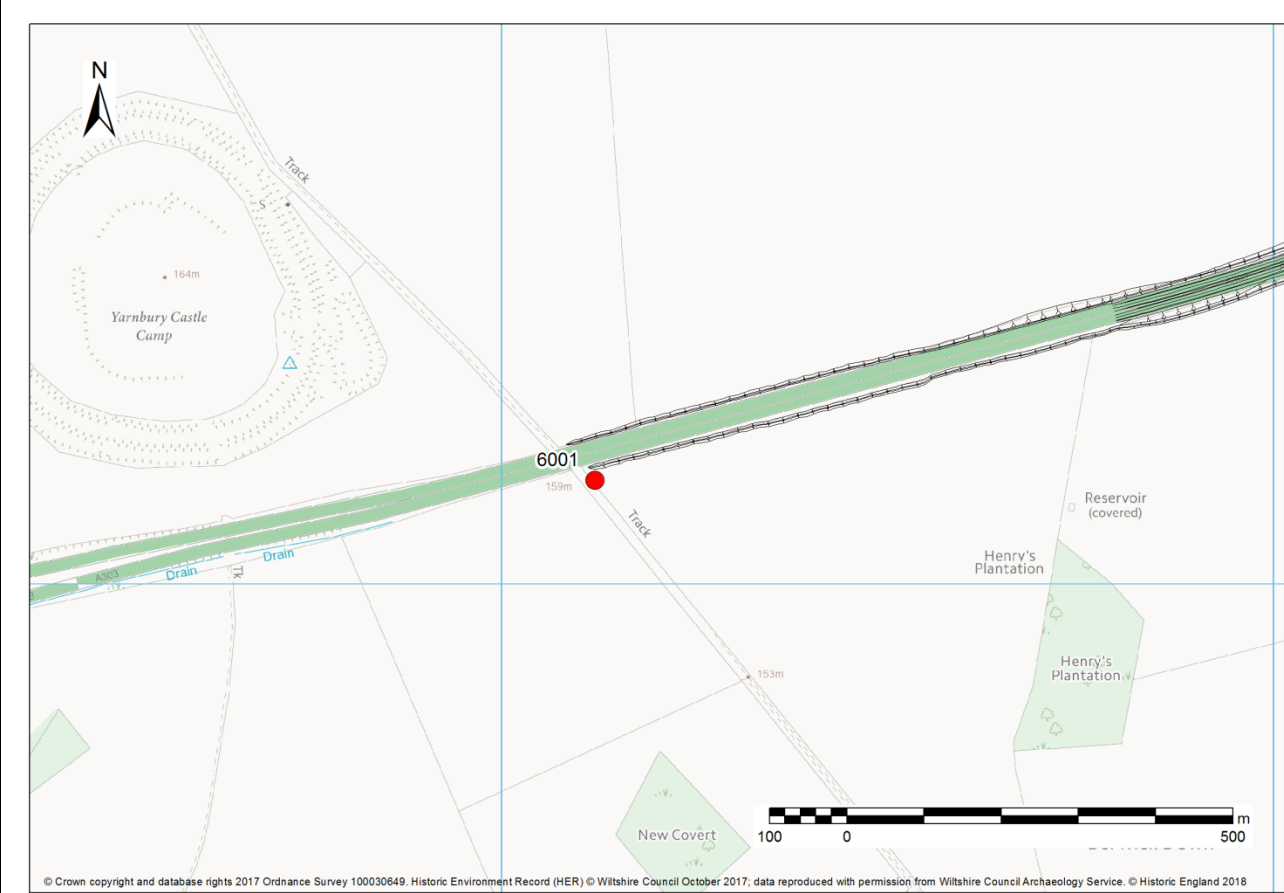 N
Track
S
164m
Yarnbury Castle
Camp
6001
159m
Track
Reservoir
(covered)
Henry's
Plantation
Drain
Drain
A303
Tk
Henry's
Plantation
153m
New Covert
m
100 0 500
© Crown copyright and database rights 2017 Ordnance Survey 100030649. Historic Environment Record (HER) © Wiltshire Council October 2017; data reproduced with permission from Wiltshire Council Archaeology Service. © Historic England 2018